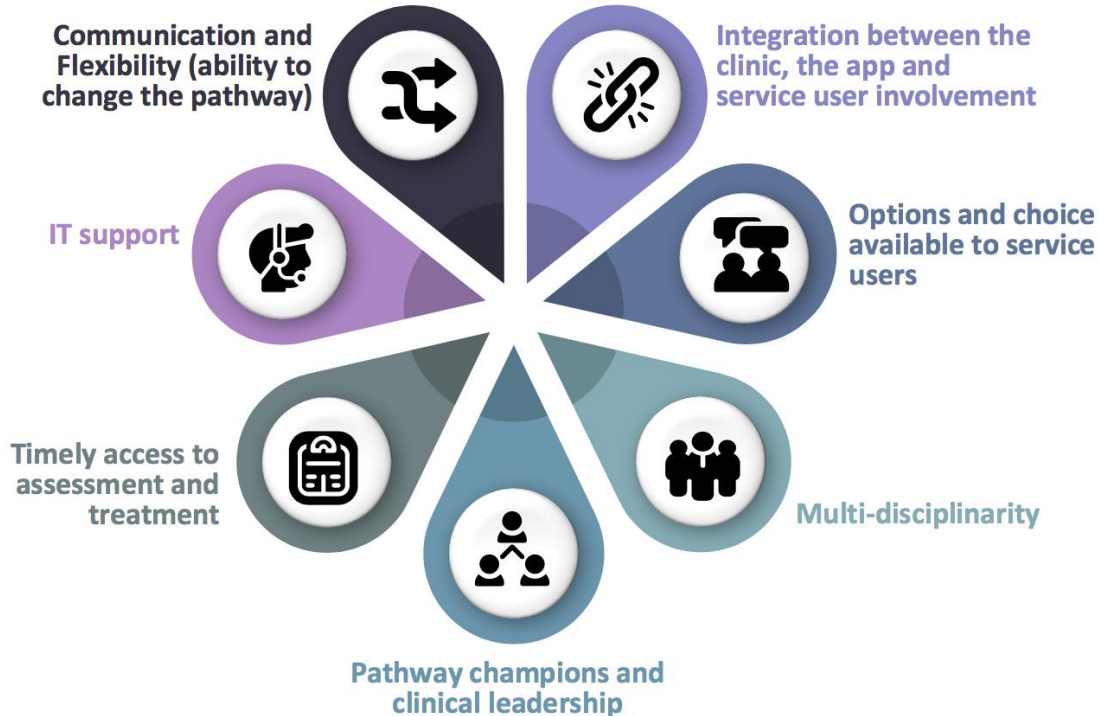 Communication and
Flexibility (ability to
change the pathway)
Integration between the
clinic, the app and
service user involvement
Options and choice
available to service
users
Multi-disciplinarity
Pathway champions and
clinical leadership
Timely access to
assessment and
treatment
IT support